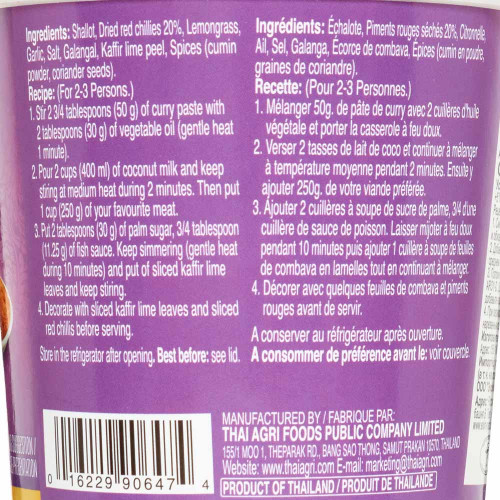 Ingredients: Shallot, Dried red chillies 20%, Lemongrass,
Garlic, Salt, Galangal, Kaffir lime peel, Spices (cumin
powder, coriander seeds).
Recipe: (For 2-3 Persons.)
1. Stir 2 3/4 tablespoons (50 g) of curry paste with
2 tablespoons (30 g) of vegetable oil (gentle heat
1 minute).
2. Pour 2 cups (400 ml) of coconut milk and keep
stirring at medium heat during 2 minutes. Then put
1 cup (250 g) of your favourite meat.
3. Put 2 tablespoons (30 g) of palm sugar, 3/4 tablespoon
(11.25 g) of fish sauce. Keep simmering (gentle heat
during 10 minutes) and put of sliced kaffir lime
leaves and keep stirring.
4. Decorate with sliced kaffir lime leaves and sliced
red chillis before serving.
Store in the refrigerator after opening. Best before: see lid.
Ingrédients: Échalote, Piments rouges séchés 20%, Citronnelle,
Ail, Sel, Galanga, Écorce de combava, Épices (cumin en poudre,
graines de coriandre).
Recette: (Pour 2-3 Personnes.)
1. Mélanger 50g. de pâte de curry avec 2 cuillères d'huile
végétale et porter la casserole à feu doux.
2. Verser 2 tasses de lait de coco et continuer à mélanger
à température moyenne pendant 2 minutes. Ensuite y
ajouter 250g. de votre viande préférée.
3. Ajouter 2 cuillères à soupe de sucre de palme, 3/4 d'une
cuillère de sauce de poisson. Laisser mijoter à feu doux
pendant 10 minutes puis ajouter 1 cuillère à soupe de feuilles
de combava en lamelles tout en continuant à mélanger.
4. Décorer avec quelques feuilles de combava et piments
rouges avant de servir.
A conserver au réfrigérateur après ouverture.
A consommer de préférence avant le: voir couvercle.
0 16229 90647 4
MANUFACTURED BY / FABRIQUE PAR:
THAI AGRI FOODS PUBLIC COMPANY LIMITED
155/1 MOO 1, THEPARAK RD., BANG SAO THONG, SAMUT PRAKAN 10570, THAILAND
Website: www.thaiagri.com E-mail: marketing@thaiagri.com
PRODUCT OF THAILAND / PRODUIT DE THAILANDE